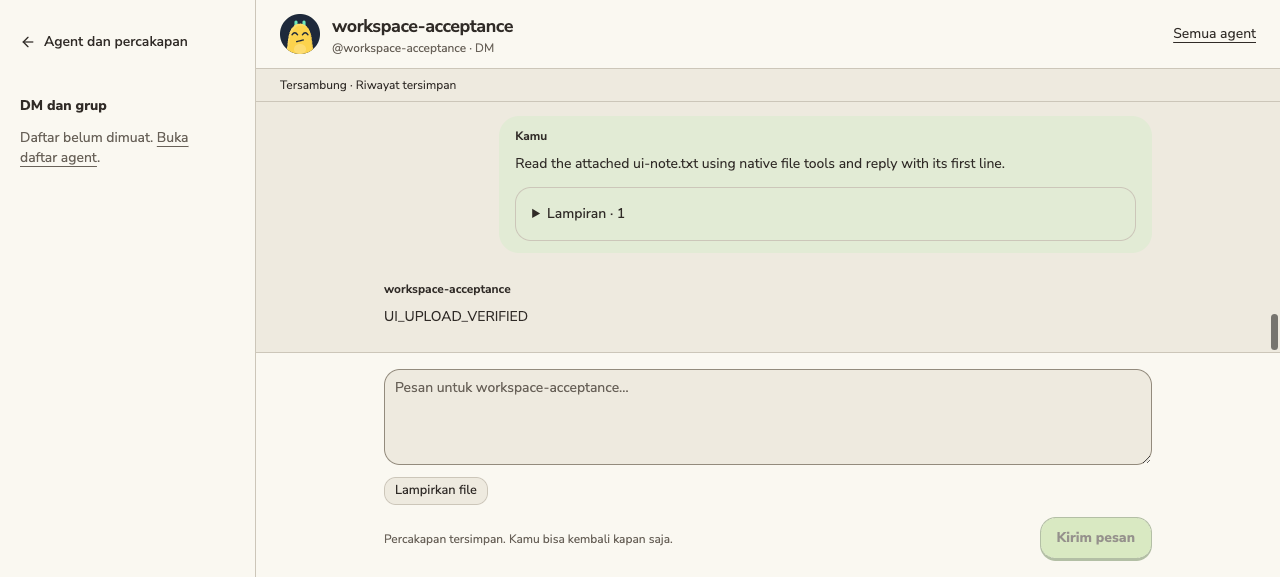 Agent dan percakapan
DM dan grup
Daftar belum dimuat. Buka
daftar agent.
workspace-acceptance
@workspace-acceptance · DM
Semua agent
Tersambung · Riwayat tersimpan
Kamu
Read the attached ui-note.txt using native file tools and reply with its first line.
Lampiran · 1
workspace-acceptance
UI_UPLOAD_VERIFIED
Pesan untuk workspace-acceptance…
Lampirkan file
Percakapan tersimpan. Kamu bisa kembali kapan saja.
Kirim pesan